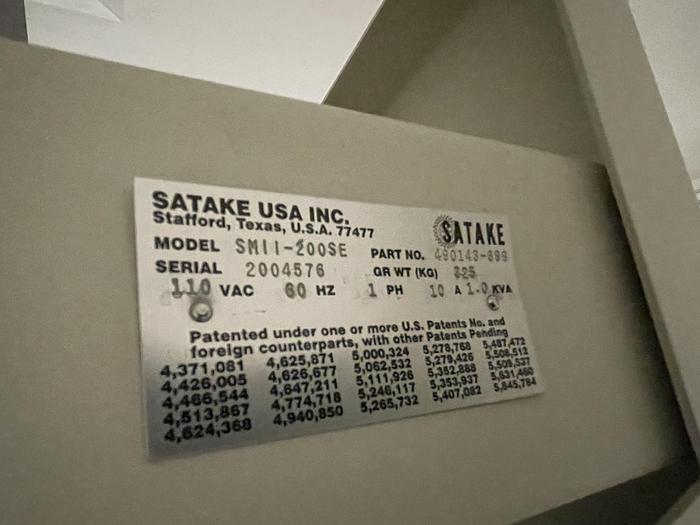 SATAKE USA INC.
Stafford, Texas, U.S.A. 77477
SATAKE
MODEL SMII-200SE PART NO. 490143-699
SERIAL 2004576 GR WT (KG) 325
110 VAC 60 HZ 1 PH 10 A 1.0 KVA
Patented under one or more U.S. Patents No. and
foreign counterparts, with other Patents Pending
4,371,081 4,625,871 5,000,324 5,278,768 5,487,472
4,426,005 4,626,677 5,062,532 5,279,426 5,508,512
4,466,544 4,647,211 5,111,926 5,352,888 5,509,537
4,513,867 4,774,718 5,246,117 5,353,937 5,631,460
4,624,368 4,940,850 5,265,732 5,407,082 5,845,784